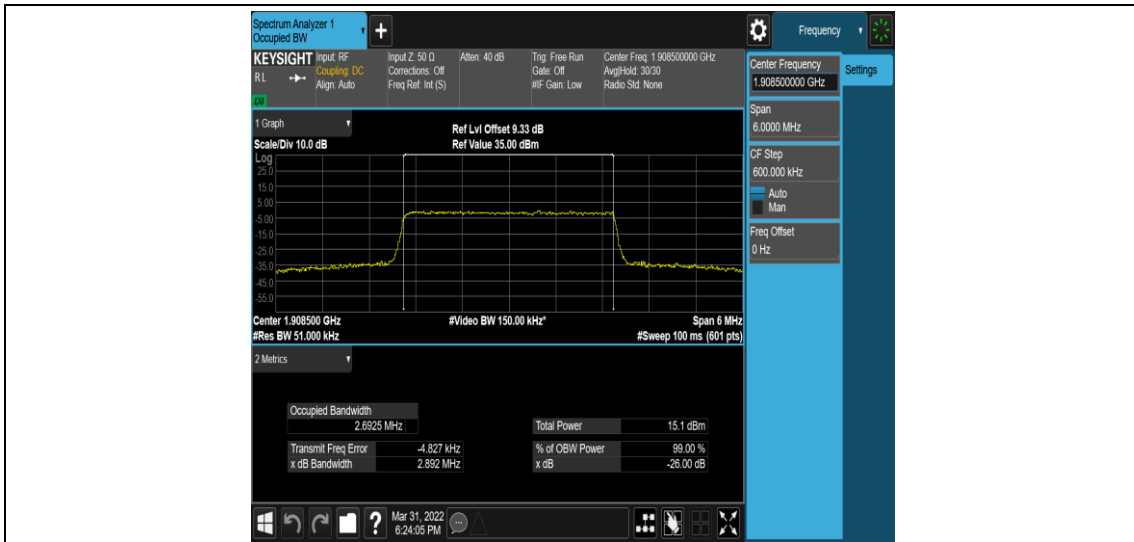 Spectrum Analyzer 1
Occupied BW
+
Frequency
KEYSIGHT
RL
LXI
Input: RF
Coupling: DC
Align: Auto
Input Z: 50 Ω
Corrections: Off
Freq Ref: Int (S)
Atten: 40 dB
Trig: Free Run
Gate: Off
#IF Gain: Low
Center Freq: 1.908500000 GHz
Avg|Hold: 30/30
Radio Std: None
1 Graph
Scale/Div 10.0 dB
Ref Lvl Offset 9.33 dB
Ref Value 35.00 dBm
Log
25.0
15.0
5.00
-5.00
-15.0
-25.0
-35.0
-45.0
-55.0
Center 1.908500 GHz
#Video BW 150.00 kHz*
Span 6 MHz
#Res BW 51.000 kHz
#Sweep 100 ms (601 pts)
2 Metrics
Occupied Bandwidth
2.6925 MHz
Total Power 15.1 dBm
Transmit Freq Error -4.827 kHz
% of OBW Power 99.00 %
x dB Bandwidth 2.892 MHz
x dB -26.00 dB
Center Frequency
1.908500000 GHz
Settings
Span
6.0000 MHz
CF Step
600.000 kHz
Auto
Man
Freq Offset
0 Hz
?
Mar 31, 2022
6:24:05 PM